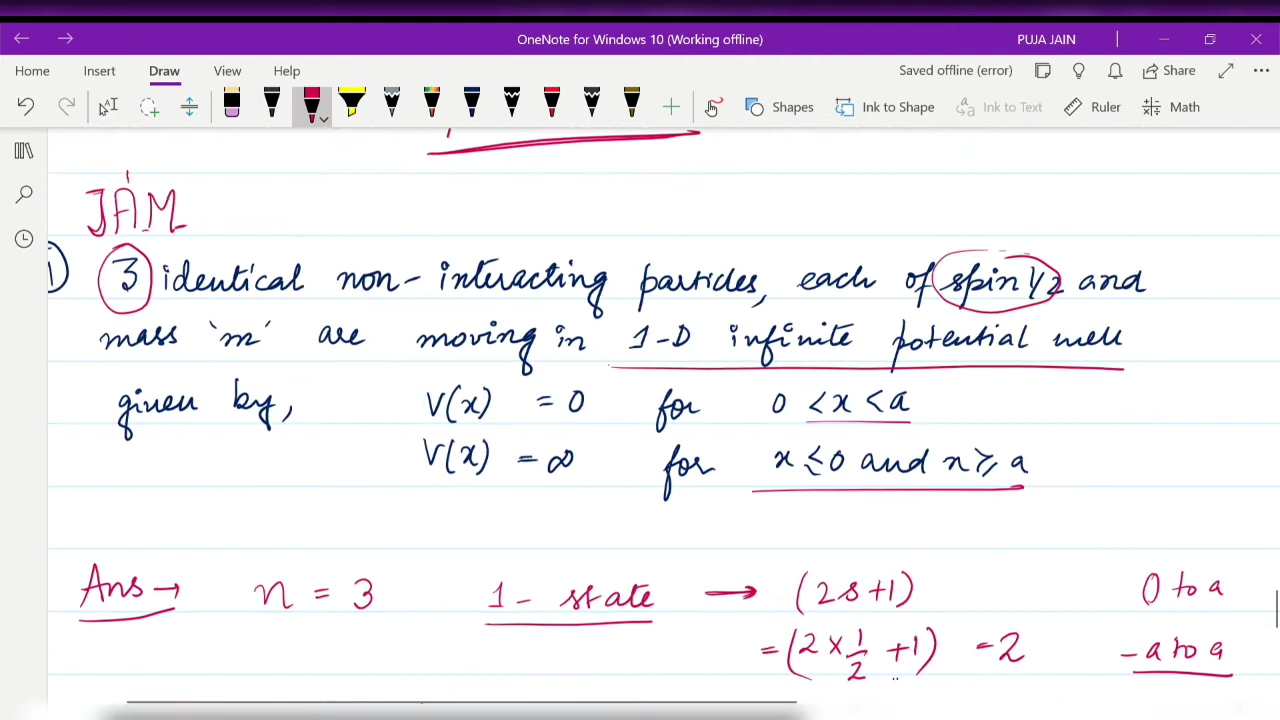 OneNote for Windows 10 (Working offline)
PUJA JAIN
Home Insert Draw View Help
Saved offline (error)
Share
Shapes
Ink to Shape
Ink to Text
Ruler
Math
JAM
① 3 identical non-interacting particles, each of spin 1/2 and
mass 'm' are moving in 1-D infinite potential well
given by, V(x) = 0 for 0 < x < a
V(x) = ∞ for x ≤ 0 and x ≥ a
Ans → n = 3 1- state → (2s+1) 0 to a
= (2 × 1/2 + 1) = 2 -a to a